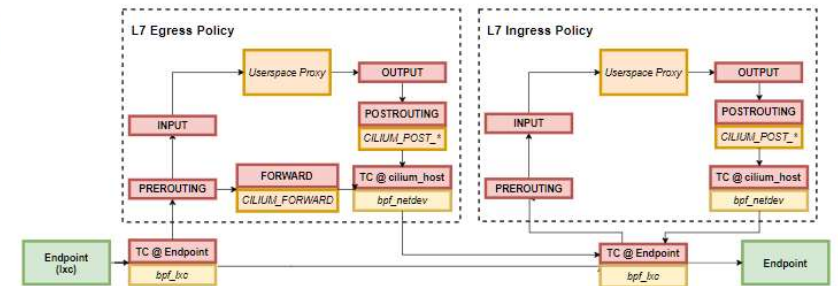 L7 Egress Policy
Userspace Proxy
OUTPUT
POSTROUTING
CILIUM_POST_*
INPUT
PREROUTING
FORWARD
CILIUM_FORWARD
TC @ cilium_host
bpf_netdev
Endpoint
(lxc)
TC @ Endpoint
bpf_lxc
L7 Ingress Policy
Userspace Proxy
OUTPUT
POSTROUTING
CILIUM_POST_*
INPUT
PREROUTING
TC @ cilium_host
bpf_netdev
TC @ Endpoint
bpf_lxc
Endpoint